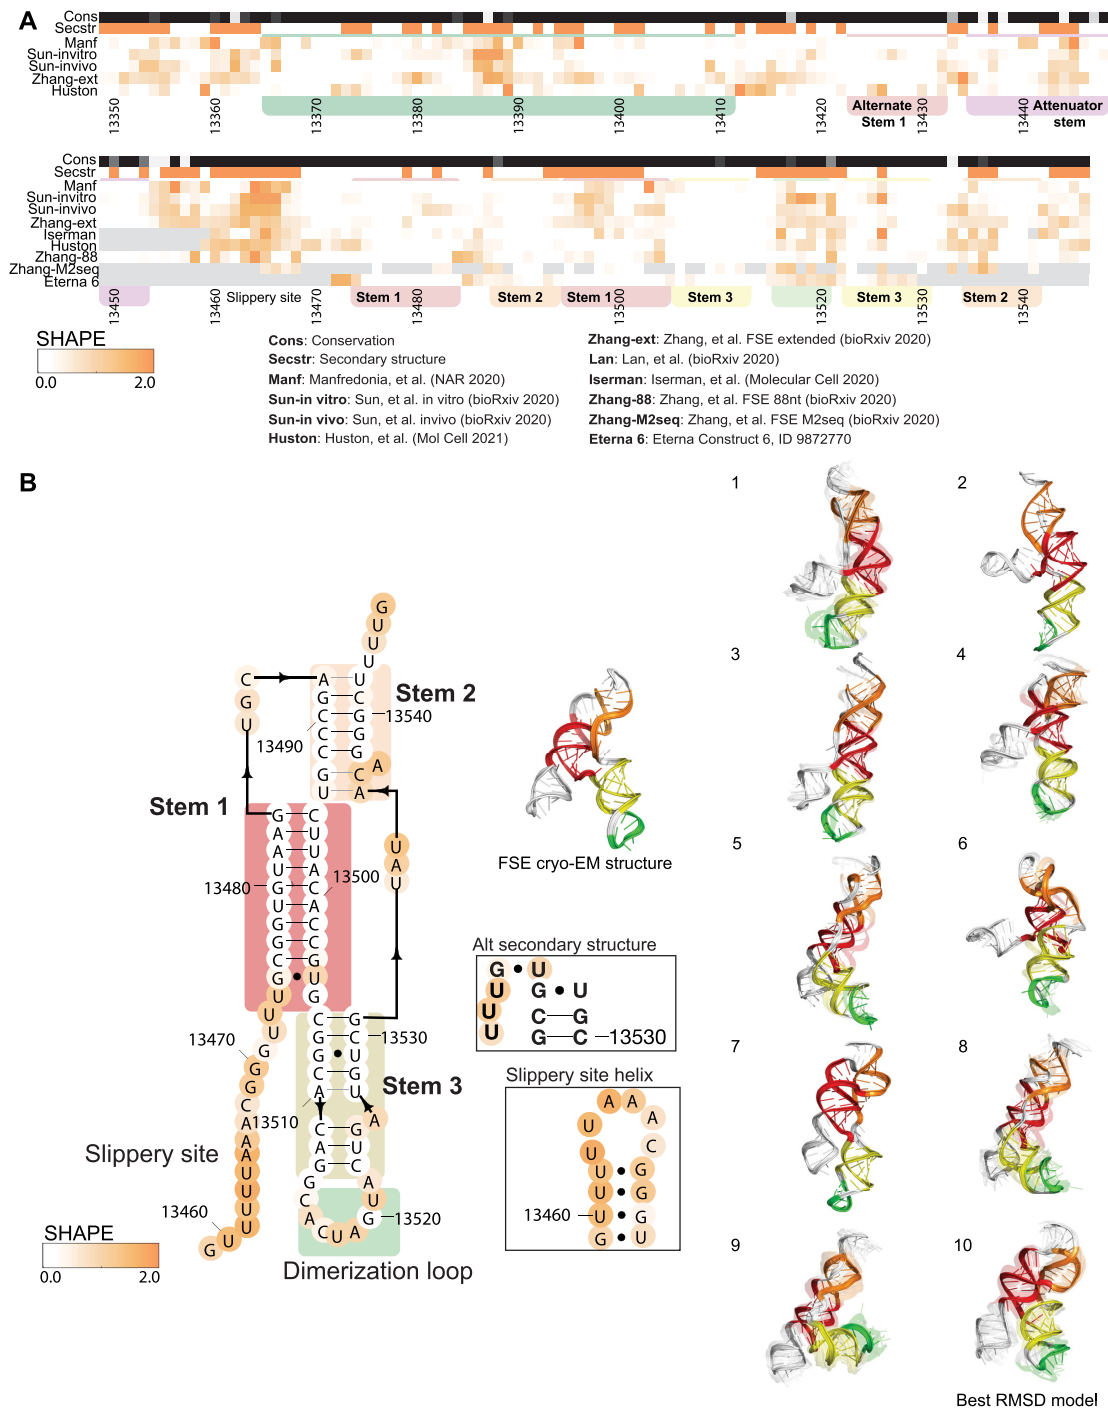 A
Cons
Secstr
Manf
Sun-invitro
Sun-invivo
Zhang-ext
Huston
13350
13360
13370
13380
13390
13400
13410
13420
13430
13440
Alternate
Stem 1
Attenuator
stem
Cons
Secstr
Manf
Sun-invitro
Sun-invivo
Zhang-ext
Iserman
Huston
Zhang-88
Zhang-M2seq
Eterna 6
13450
13460
Slippery site
13470
Stem 1
13480
Stem 2
Stem 1
13500
Stem 3
13520
Stem 3
13530
Stem 2
13540
SHAPE
0.0
2.0
Cons: Conservation
Secstr: Secondary structure
Manf: Manfredonia, et al. (NAR 2020)
Sun-in vitro: Sun, et al. in vitro (bioRxiv 2020)
Sun-in vivo: Sun, et al. invivo (bioRxiv 2020)
Huston: Huston, et al. (Mol Cell 2021)
Zhang-ext: Zhang, et al. FSE extended (bioRxiv 2020)
Lan: Lan, et al. (bioRxiv 2020)
Iserman: Iserman, et al. (Molecular Cell 2020)
Zhang-88: Zhang, et al. FSE 88nt (bioRxiv 2020)
Zhang-M2seq: Zhang, et al. FSE M2seq (bioRxiv 2020)
Eterna 6: Eterna Construct 6, ID 9872770
B
G
U
U
U
C
G
U
A U
G C
C G
C G
C G
G C A
U A
Stem 2
13540
13490
Stem 1
G C
A U
A U
U A
G C
U A
G C
G C
C G
G U
U G
13480
13500
U
A
U
U
U
G
G
G
C
A
A
A
U
U
U
U
U
G
13470
13460
Slippery site
C G
G C
G U
C G
A U
A
C G
A U
G C
G A
C U
A G
C U A
13530
13510
13520
Stem 3
Dimerization loop
SHAPE
0.0
2.0
FSE cryo-EM structure
Alt secondary structure
G U
U G U
U C G
U G C 13530
Slippery site helix
A A A
U C
U G
U G
13460 U G
G U
1
2
3
4
5
6
7
8
9
10
Best RMSD model